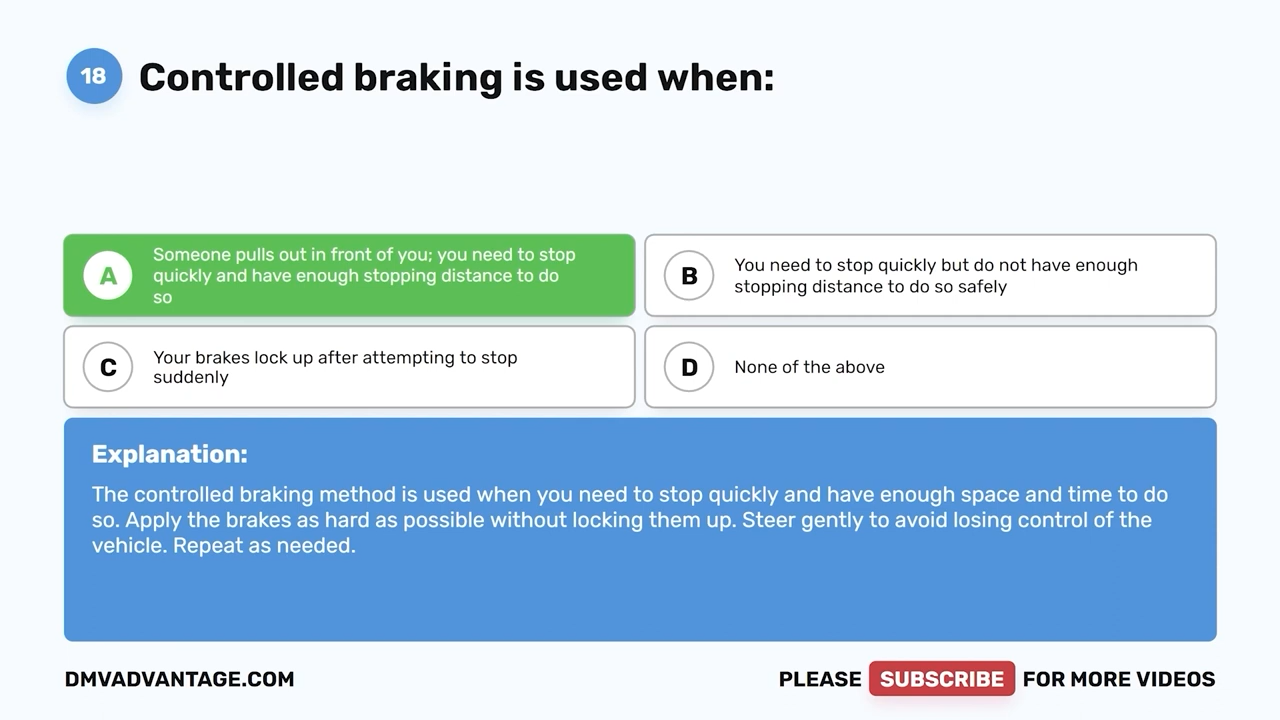 18 Controlled braking is used when:
A Someone pulls out in front of you; you need to stop
quickly and have enough stopping distance to do
so
B You need to stop quickly but do not have enough
stopping distance to do so safely
C Your brakes lock up after attempting to stop
suddenly
D None of the above
Explanation:
The controlled braking method is used when you need to stop quickly and have enough space and time to do
so. Apply the brakes as hard as possible without locking them up. Steer gently to avoid losing control of the
vehicle. Repeat as needed.
DMVADVANTAGE.COM
PLEASE SUBSCRIBE FOR MORE VIDEOS